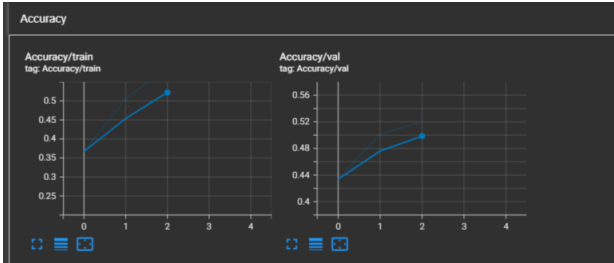 Accuracy
Accuracy/train
tag: Accuracy/train
0.5
0.45
0.4
0.35
0.3
0.25
0 1 2 3 4
Accuracy/val
tag: Accuracy/val
0.56
0.52
0.48
0.44
0.4
0 1 2 3 4